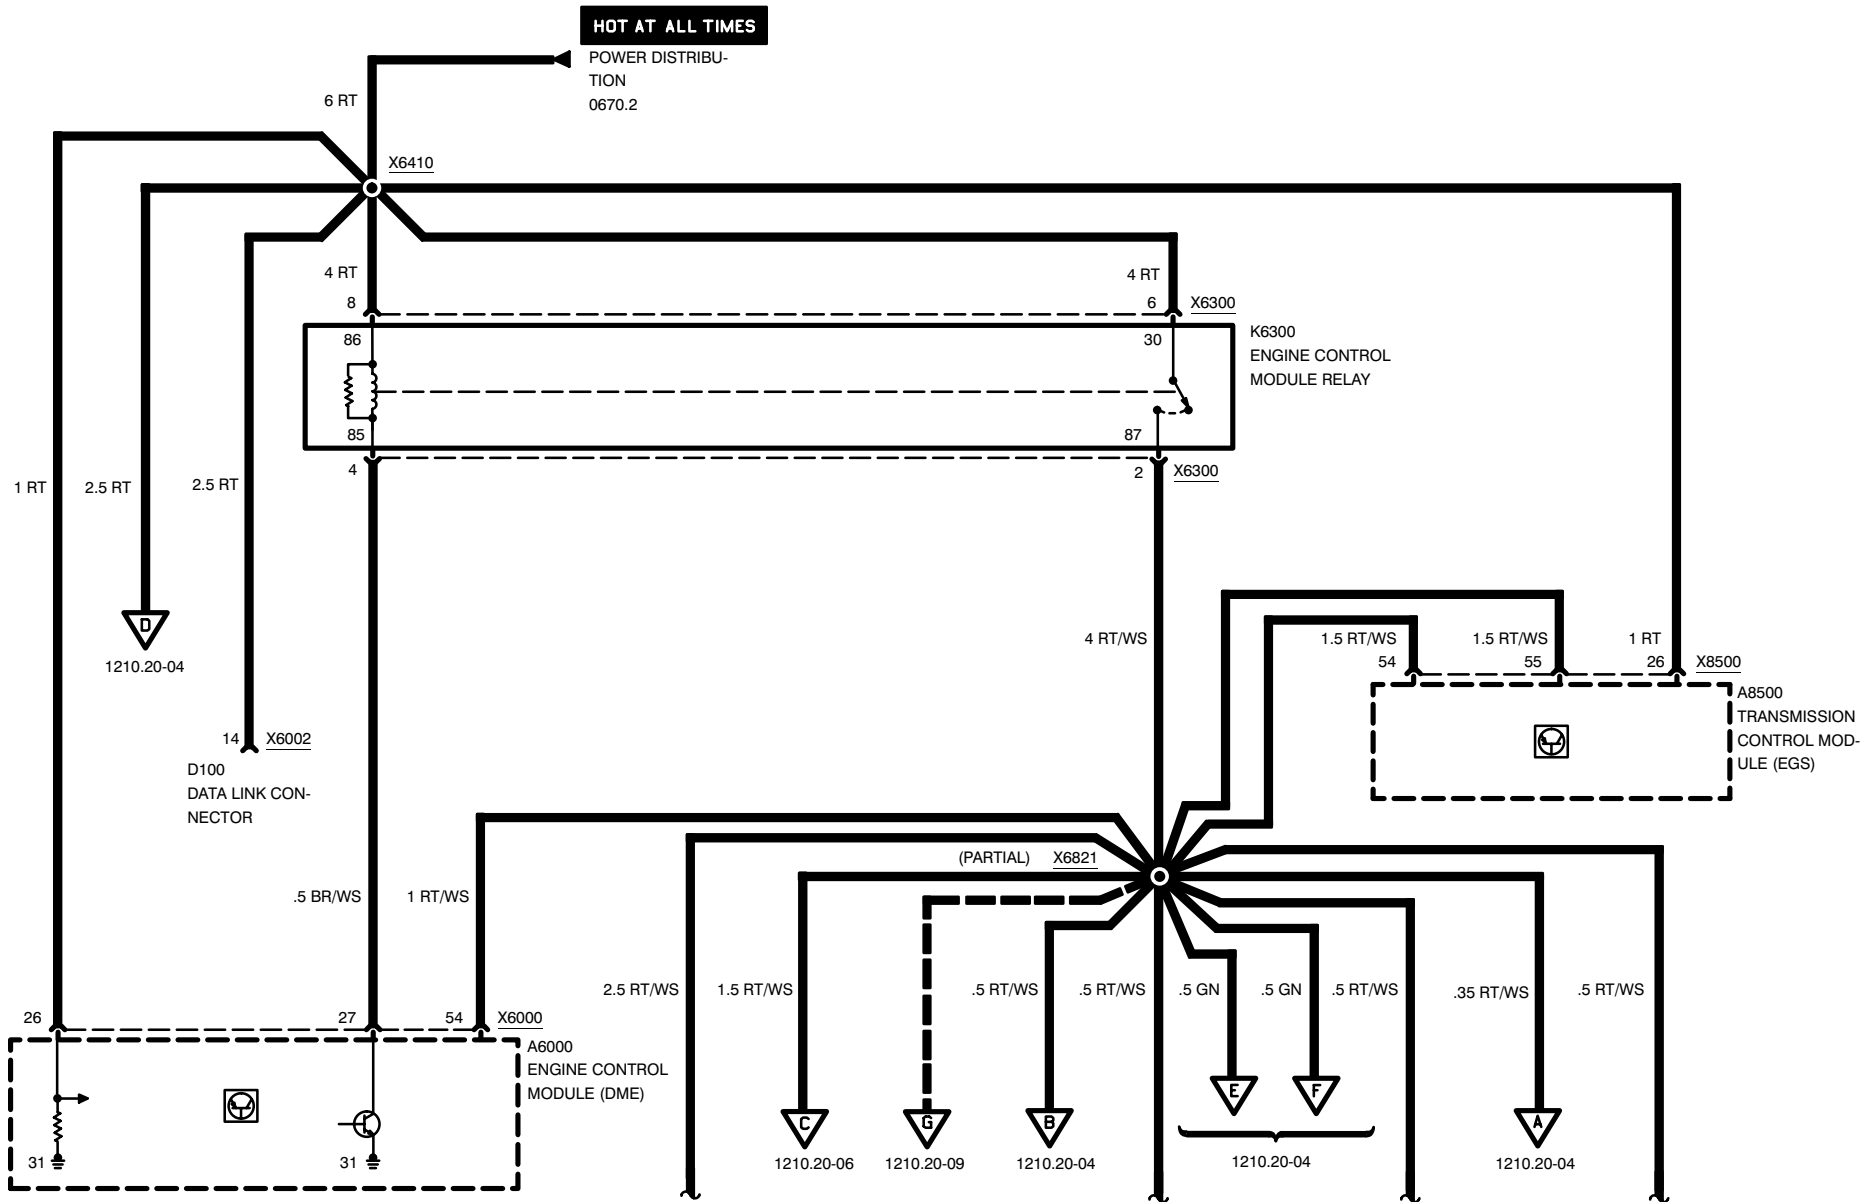 HOT AT ALL TIMES
POWER DISTRIBU-
TION
0670.2
6 RT
X6410
4 RT
4 RT
8
6
X6300
86
30
K6300
ENGINE CONTROL
MODULE RELAY
85
87
4
2
X6300
1 RT
2.5 RT
2.5 RT
D
1210.20-04
14
X6002
D100
DATA LINK CON-
NECTOR
4 RT/WS
1.5 RT/WS
1.5 RT/WS
1 RT
54
55
26
X8500
A8500
TRANSMISSION
CONTROL MOD-
ULE (EGS)
(PARTIAL)
X6821
.5 BR/WS
1 RT/WS
2.5 RT/WS
1.5 RT/WS
.5 RT/WS
.5 RT/WS
.5 GN
.5 GN
.5 RT/WS
.35 RT/WS
.5 RT/WS
26
27
54
X6000
A6000
ENGINE CONTROL
MODULE (DME)
31
31
E
F
C
G
B
A
1210.20-06
1210.20-09
1210.20-04
1210.20-04
1210.20-04